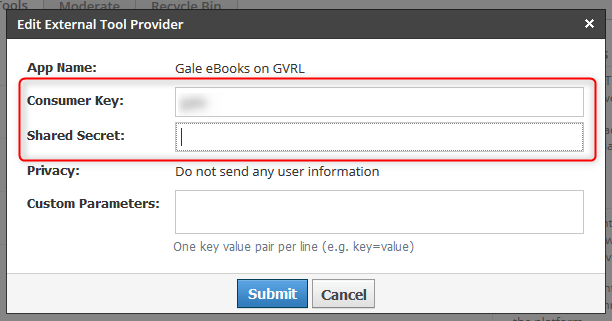 Tools Moderate Recycle Bin
Edit External Tool Provider
App Name: Gale eBooks on GVRL
Consumer Key:
Shared Secret:
Privacy: Do not send any user information
Custom Parameters:
One key value pair per line (e.g. key=value)
Submit Cancel
the platform